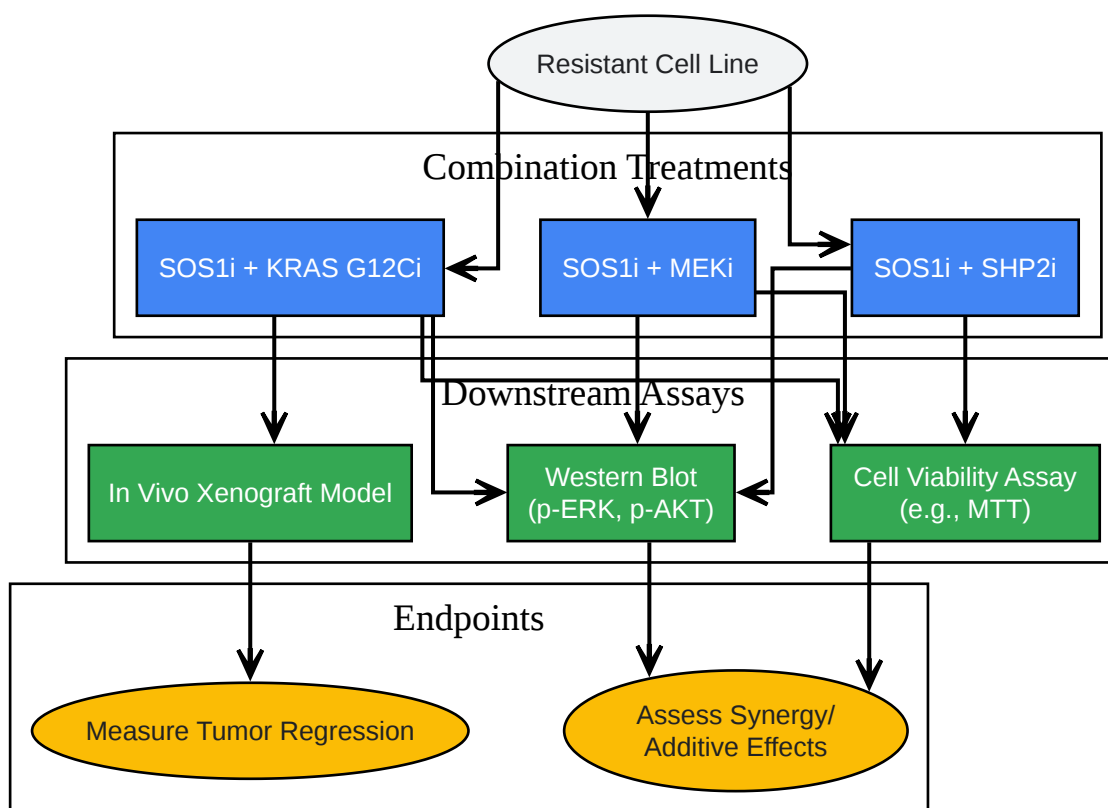 Resistant Cell Line
Combination Treatments
SOS1i + KRAS G12Ci
SOS1i + MEKi
SOS1i + SHP2i
Downstream Assays
In Vivo Xenograft Model
Western Blot
(p-ERK, p-AKT)
Cell Viability Assay
(e.g., MTT)
Endpoints
Measure Tumor Regression
Assess Synergy/
Additive Effects